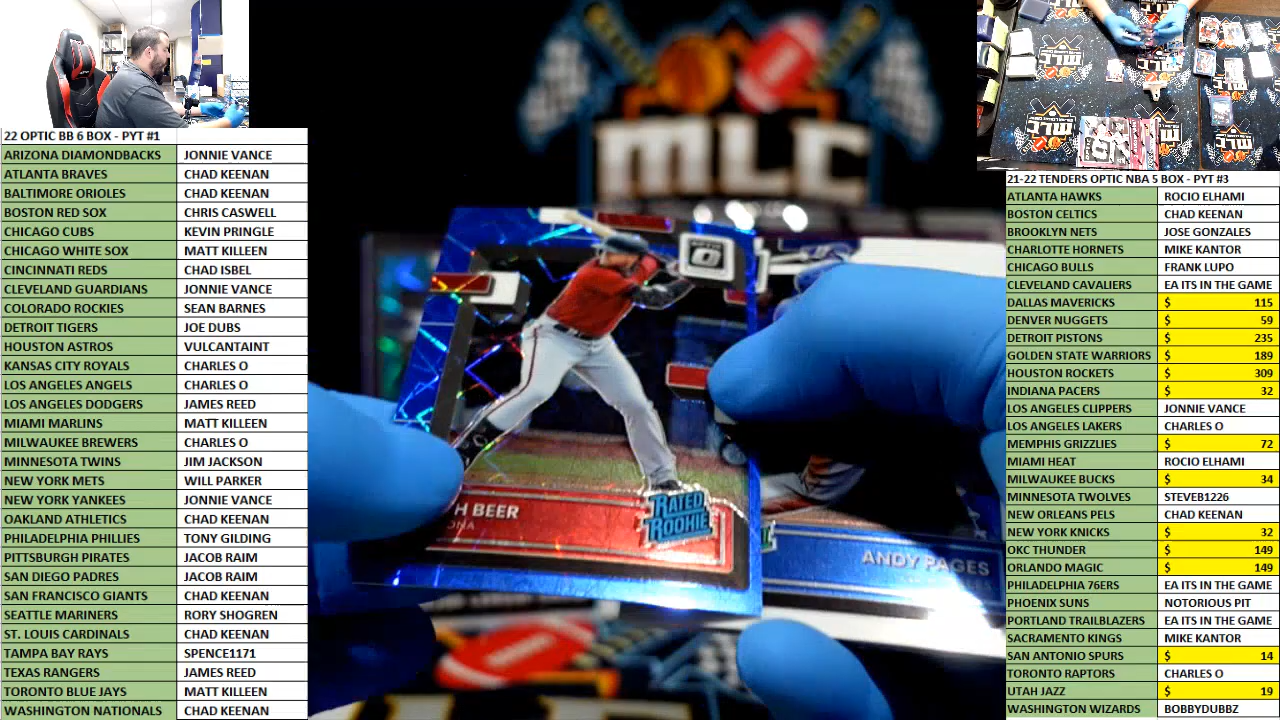 22 OPTIC BB 6 BOX - PYT #1
ARIZONA DIAMONDBACKS JONNIE VANCE
ATLANTA BRAVES CHAD KEENAN
BALTIMORE ORIOLES CHAD KEENAN
BOSTON RED SOX CHRIS CASWELL
CHICAGO CUBS KEVIN PRINGLE
CHICAGO WHITE SOX MATT KILLEEN
CINCINNATI REDS CHAD ISBEL
CLEVELAND GUARDIANS JONNIE VANCE
COLORADO ROCKIES SEAN BARNES
DETROIT TIGERS JOE DUBS
HOUSTON ASTROS VULCANTAINT
KANSAS CITY ROYALS CHARLES O
LOS ANGELES ANGELS CHARLES O
LOS ANGELES DODGERS JAMES REED
MIAMI MARLINS MATT KILLEEN
MILWAUKEE BREWERS CHARLES O
MINNESOTA TWINS JIM JACKSON
NEW YORK METS WILL PARKER
NEW YORK YANKEES JONNIE VANCE
OAKLAND ATHLETICS CHAD KEENAN
PHILADELPHIA PHILLIES TONY GILDING
PITTSBURGH PIRATES JACOB RAIM
SAN DIEGO PADRES JACOB RAIM
SAN FRANCISCO GIANTS CHAD KEENAN
SEATTLE MARINERS RORY SHOGREN
ST. LOUIS CARDINALS CHAD KEENAN
TAMPA BAY RAYS SPENCE1171
TEXAS RANGERS JAMES REED
TORONTO BLUE JAYS MATT KILLEEN
WASHINGTON NATIONALS CHAD KEENAN
MLC
OPTIC
H BEER
ONA
RATED
ROOKIE
ANDY PAGES
MLC
21-22 TENDERS OPTIC NBA 5 BOX - PYT #3
ATLANTA HAWKS ROCIO ELHAMI
BOSTON CELTICS CHAD KEENAN
BROOKLYN NETS JOSE GONZALES
CHARLOTTE HORNETS MIKE KANTOR
CHICAGO BULLS FRANK LUPO
CLEVELAND CAVALIERS EA ITS IN THE GAME
DALLAS MAVERICKS $ 115
DENVER NUGGETS $ 59
DETROIT PISTONS $ 235
GOLDEN STATE WARRIORS $ 189
HOUSTON ROCKETS $ 309
INDIANA PACERS $ 32
LOS ANGELES CLIPPERS JONNIE VANCE
LOS ANGELES LAKERS CHARLES O
MEMPHIS GRIZZLIES $ 72
MIAMI HEAT ROCIO ELHAMI
MILWAUKEE BUCKS $ 34
MINNESOTA TWOLVES STEVEB1226
NEW ORLEANS PELS CHAD KEENAN
NEW YORK KNICKS $ 32
OKC THUNDER $ 149
ORLANDO MAGIC $ 149
PHILADELPHIA 76ERS EA ITS IN THE GAME
PHOENIX SUNS NOTORIOUS PIT
PORTLAND TRAILBLAZERS EA ITS IN THE GAME
SACRAMENTO KINGS MIKE KANTOR
SAN ANTONIO SPURS $ 14
TORONTO RAPTORS CHARLES O
UTAH JAZZ $ 19
WASHINGTON WIZARDS BOBBYDUBBZ